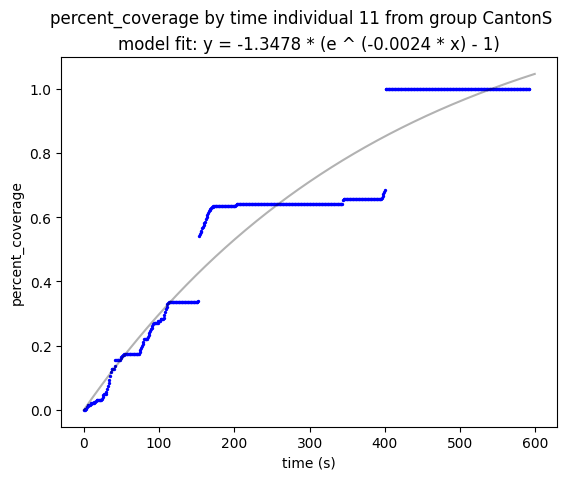 percent_coverage by time individual 11 from group CantonS
model fit: y = -1.3478 * (e ^ (-0.0024 * x) - 1)
1.0
0.8
0.6
0.4
0.2
0.0
percent_coverage
0 100 200 300 400 500 600
time (s)